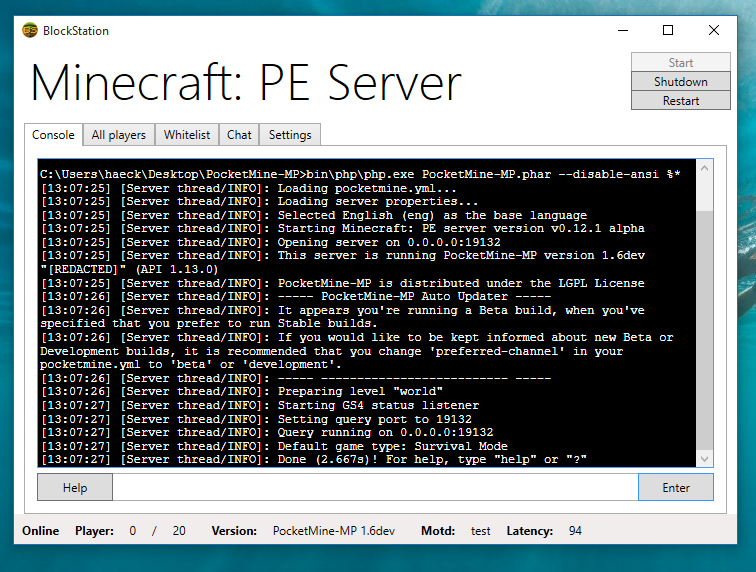 BlockStation
Minecraft: PE Server
Start
Shutdown
Restart
Console All players Whitelist Chat Settings
C:\Users\haeck\Desktop\PocketMine-MP>bin\php\php.exe PocketMine-MP.phar --disable-ansi %*
[13:07:25] [Server thread/INFO]: Loading pocketmine.yml...
[13:07:25] [Server thread/INFO]: Loading server properties...
[13:07:25] [Server thread/INFO]: Selected English (eng) as the base language
[13:07:25] [Server thread/INFO]: Starting Minecraft: PE server version v0.12.1 alpha
[13:07:25] [Server thread/INFO]: Opening server on 0.0.0.0:19132
[13:07:25] [Server thread/INFO]: This server is running PocketMine-MP version 1.6dev
"[REDACTED]" (API 1.13.0)
[13:07:25] [Server thread/INFO]: PocketMine-MP is distributed under the LGPL License
[13:07:26] [Server thread/INFO]: ----- PocketMine-MP Auto Updater -----
[13:07:26] [Server thread/INFO]: It appears you're running a Beta build, when you've
specified that you prefer to run Stable builds.
[13:07:26] [Server thread/INFO]: If you would like to be kept informed about new Beta or
Development builds, it is recommended that you change 'preferred-channel' in your
pocketmine.yml to 'beta' or 'development'.
[13:07:26] [Server thread/INFO]: ----- -------------------------- -----
[13:07:26] [Server thread/INFO]: Preparing level "world"
[13:07:27] [Server thread/INFO]: Starting GS4 status listener
[13:07:27] [Server thread/INFO]: Setting query port to 19132
[13:07:27] [Server thread/INFO]: Query running on 0.0.0.0:19132
[13:07:27] [Server thread/INFO]: Default game type: Survival Mode
[13:07:27] [Server thread/INFO]: Done (2.667s)! For help, type "help" or "?"
Help Enter
Online Player: 0 / 20 Version: PocketMine-MP 1.6dev Motd: test Latency: 94